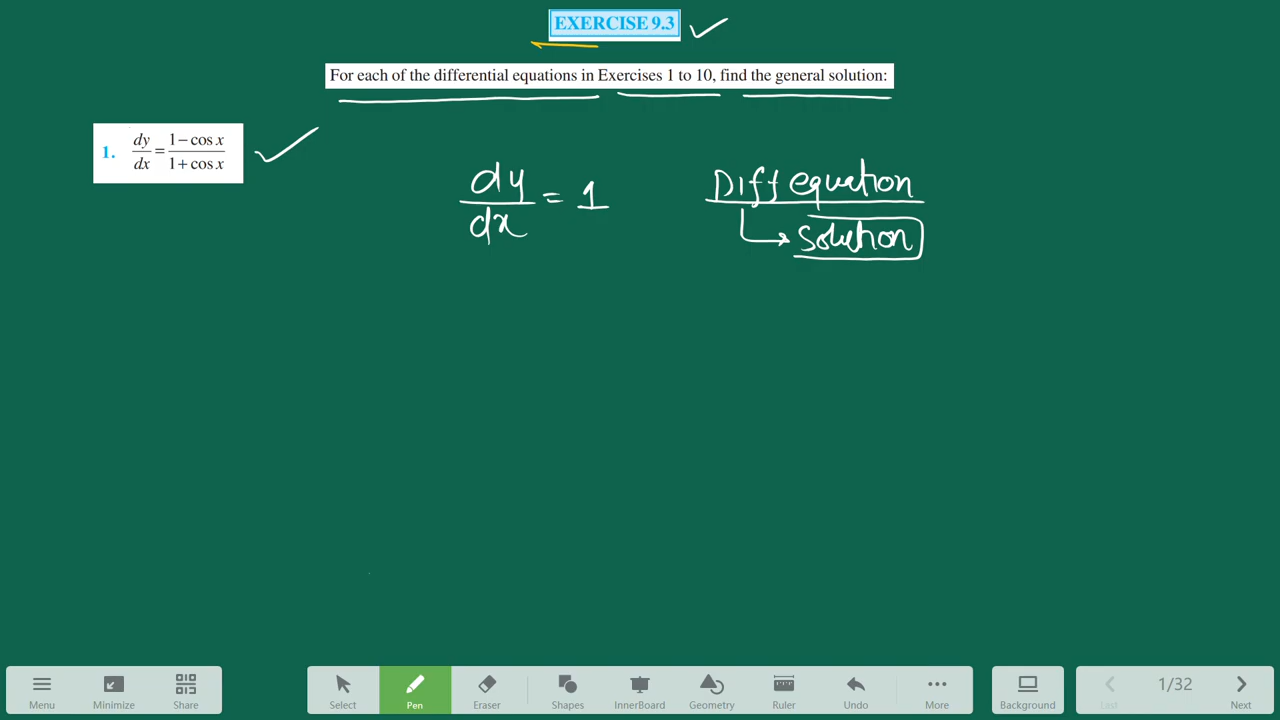 EXERCISE 9.3
For each of the differential equations in Exercises 1 to 10, find the general solution:
1. dy/dx = 1 − cos x / 1 + cos x
dy/dx = 1
Diff equation
Solution
Menu Minimize Share Select Pen Eraser Shapes InnerBoard Geometry Ruler Undo More Background Last 1/32 Next